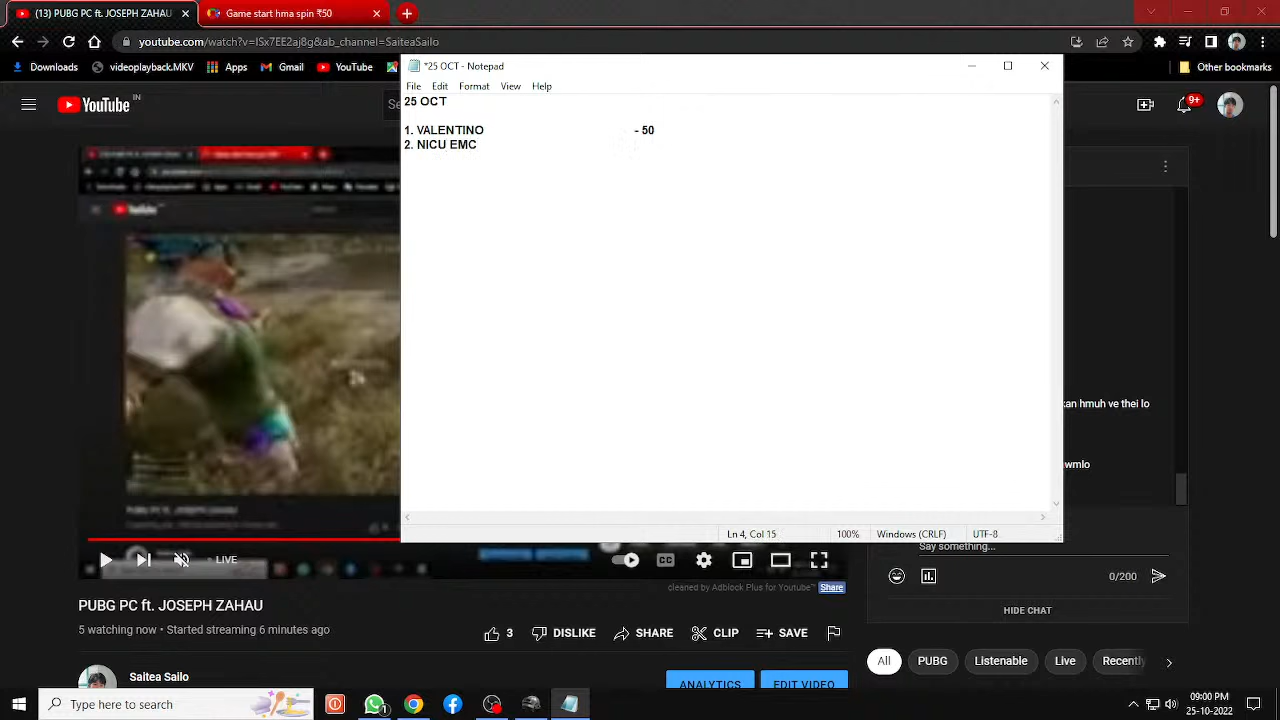 (13) PUBG PC ft. JOSEPH ZAHAU
Game start hma spin ₹50
youtube.com/watch?v=ISx7EE2aj8g&ab_channel=SaiteaSailo
Downloads
videoplayback.MKV
Apps
Gmail
YouTube
Other bookmarks
*25 OCT - Notepad
File Edit Format View Help
25 OCT
1. VALENTINO - 50
2. NICU EMC
YouTube IN
Se
9+
kan hmuh ve thei lo
wmlo
Ln 4, Col 15
100%
Windows (CRLF)
UTF-8
LIVE
CC
Say something...
0/200
cleaned by Adblock Plus for Youtube™ Share
HIDE CHAT
PUBG PC ft. JOSEPH ZAHAU
5 watching now • Started streaming 6 minutes ago
3
DISLIKE
SHARE
CLIP
SAVE
All
PUBG
Listenable
Live
Recently
Saitea Sailo
ANALYTICS
EDIT VIDEO
Type here to search
09:00 PM
25-10-2022